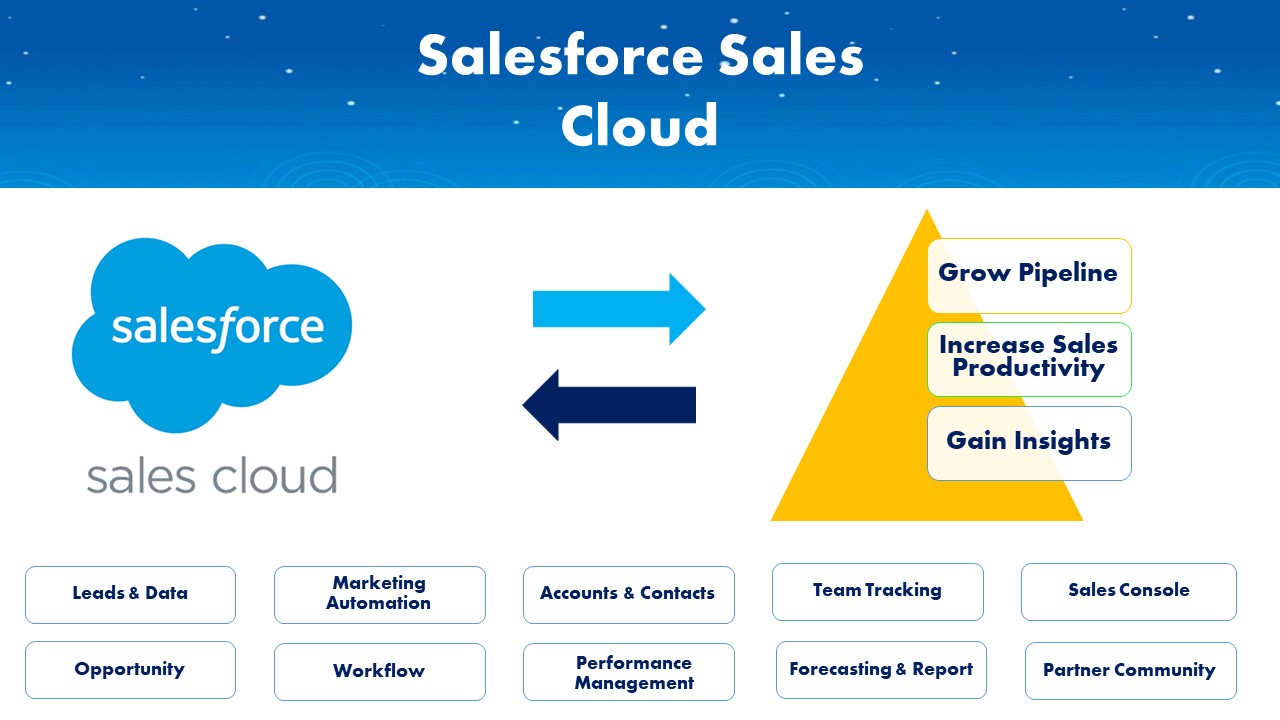 Salesforce Sales
Cloud
salesforce
sales cloud
Grow Pipeline
Increase Sales
Productivity
Gain Insights
Leads & Data
Marketing
Automation
Accounts & Contacts
Team Tracking
Sales Console
Opportunity
Workflow
Performance
Management
Forecasting & Report
Partner Community